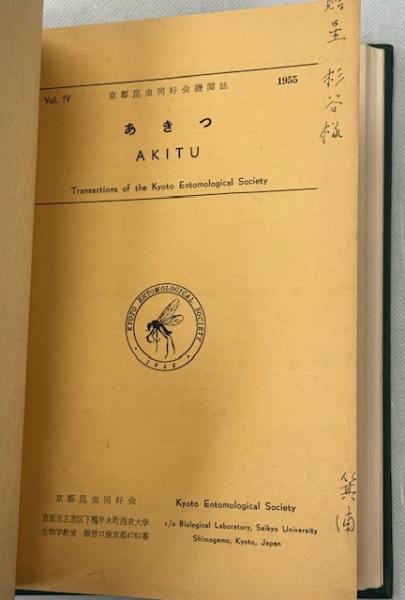 贈呈 杉谷様
Vol. IV 京都昆虫同好会機関誌 1955
あきつ
AKITU
Transactions of the Kyoto Entomological Society
KYOTO ENTOMOLOGICAL SOCIETY
京都昆虫同好会
京都市左京区下鴨半木町西京大学
生物学教室 振替口座京都4761番
Kyoto Entomological Society
c/o Biological Laboratory, Saikyo University
Shimogamo, Kyoto, Japan
箕浦